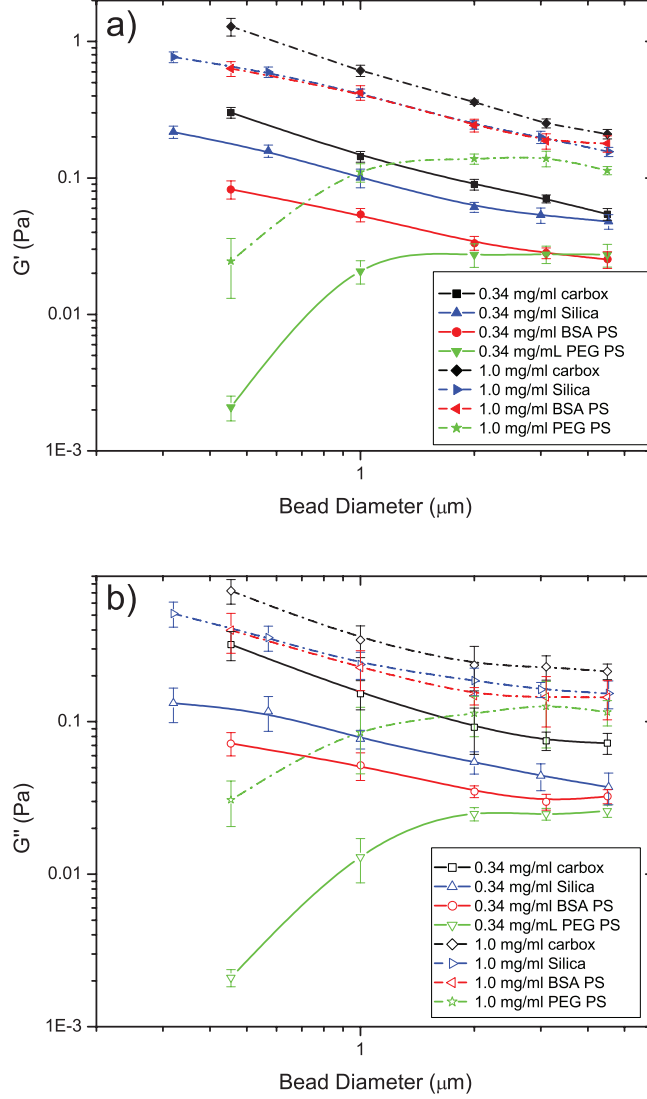 a)
1
0.1
0.01
1E-3
G' (Pa)
0.34 mg/ml carbox
0.34 mg/ml Silica
0.34 mg/ml BSA PS
0.34 mg/mL PEG PS
1.0 mg/ml carbox
1.0 mg/ml Silica
1.0 mg/ml BSA PS
1.0 mg/ml PEG PS
1
Bead Diameter (μm)
b)
0.1
0.01
1E-3
G" (Pa)
0.34 mg/ml carbox
0.34 mg/ml Silica
0.34 mg/ml BSA PS
0.34 mg/mL PEG PS
1.0 mg/ml carbox
1.0 mg/ml Silica
1.0 mg/ml BSA PS
1.0 mg/ml PEG PS
1
Bead Diameter (μm)